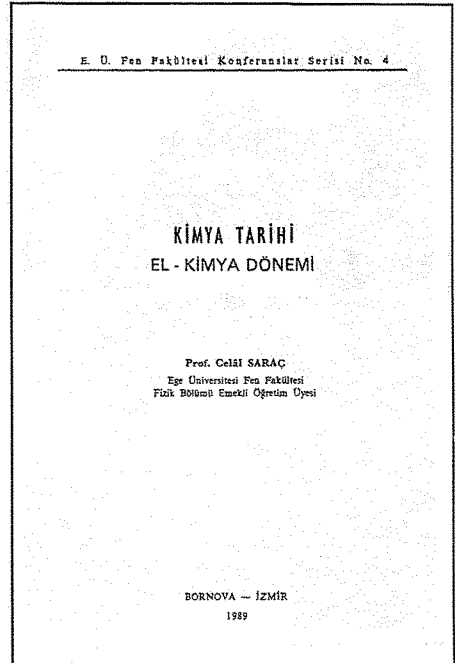 E. Ü. Fen Fakültesi Konferanslar Serisi No. 4
KİMYA TARİHİ
EL - KİMYA DÖNEMİ
Prof. Celâl SARAÇ
Ege Üniversitesi Fen Fakültesi
Fizik Bölümü Emekli Öğretim Üyesi
BORNOVA — İZMİR
1989